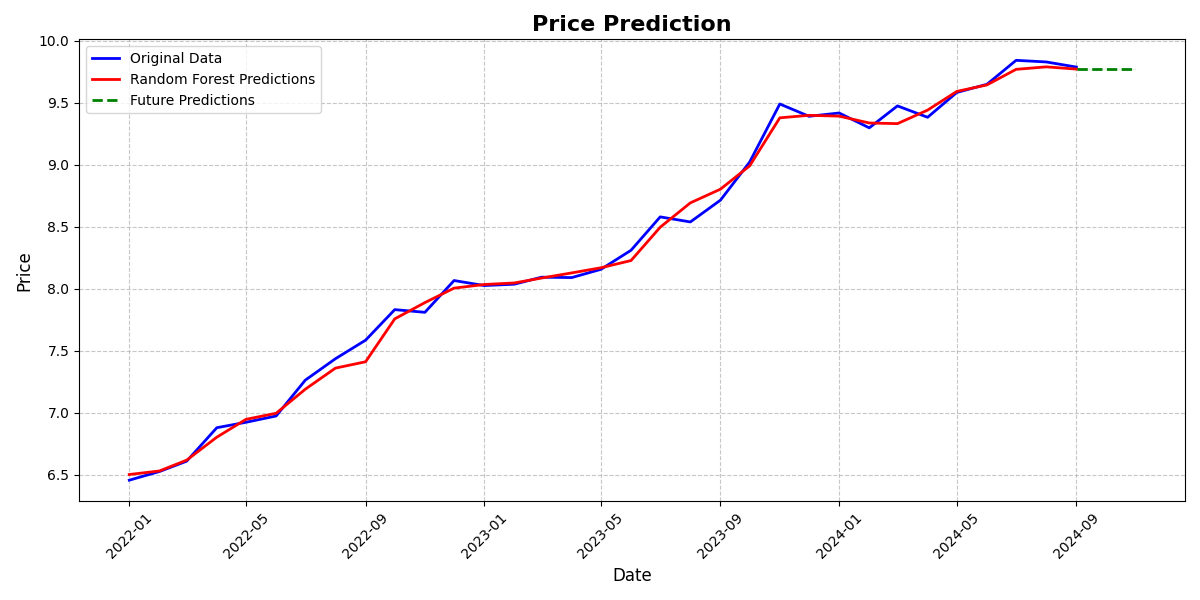 Price Prediction
Original Data
Random Forest Predictions
Future Predictions
Price
10.0
9.5
9.0
8.5
8.0
7.5
7.0
6.5
2022-01
2022-05
2022-09
2023-01
2023-05
2023-09
2024-01
2024-05
2024-09
Date